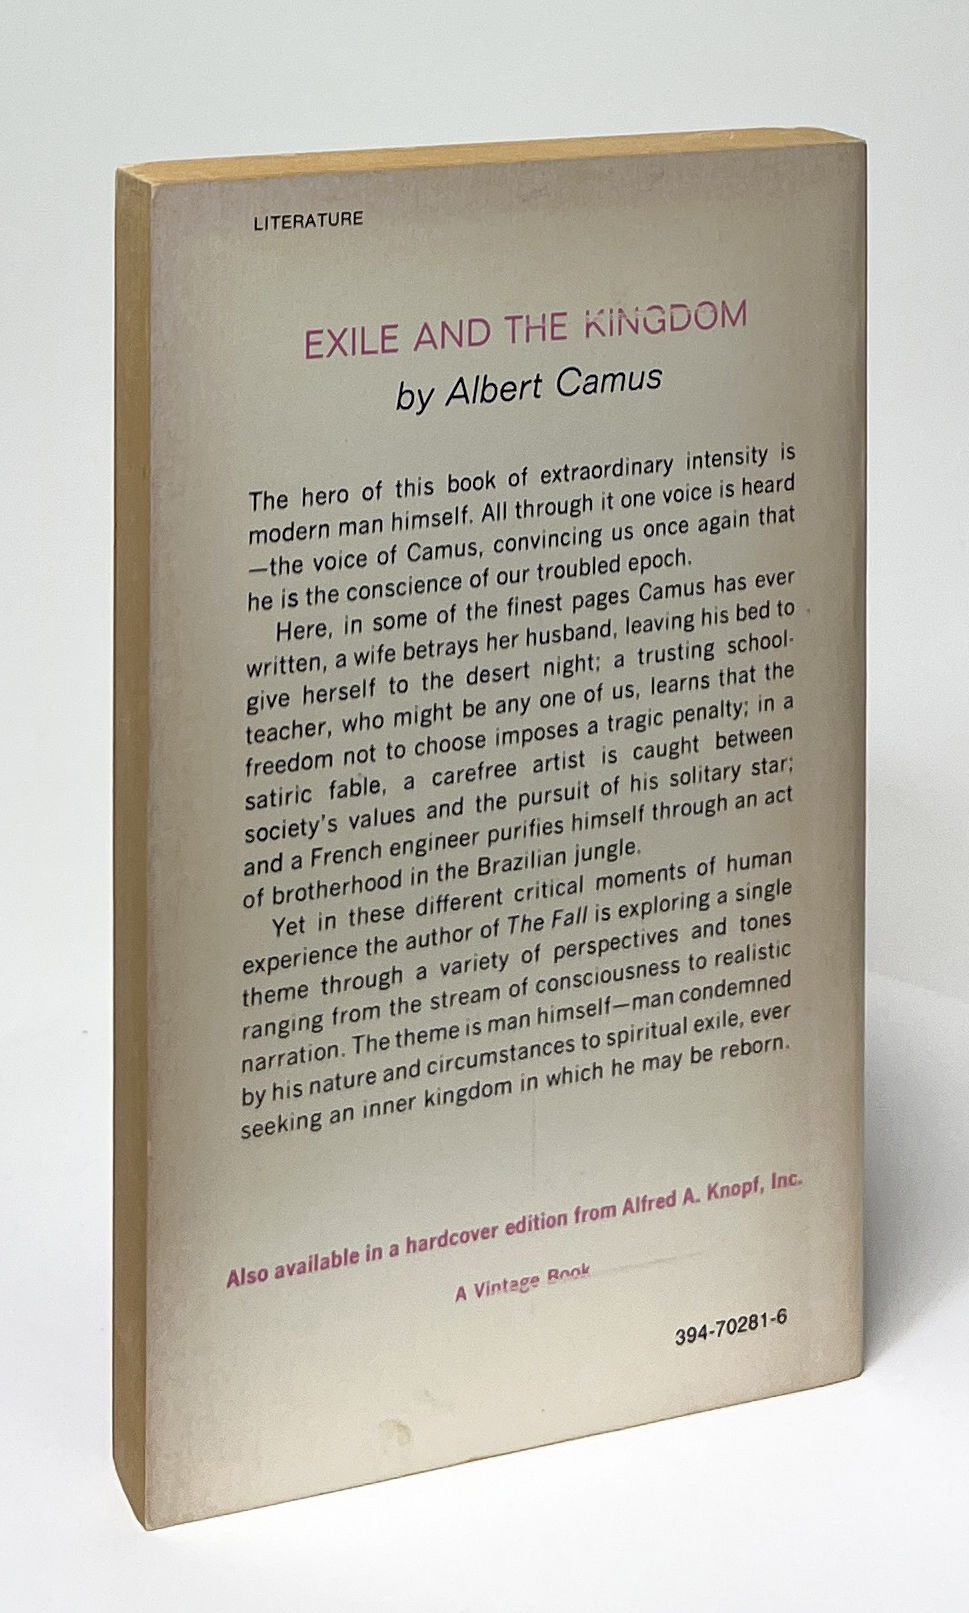 LITERATURE
EXILE AND THE KINGDOM
by Albert Camus
The hero of this book of extraordinary intensity is
modern man himself. All through it one voice is heard
—the voice of Camus, convincing us once again that
he is the conscience of our troubled epoch.
Here, in some of the finest pages Camus has ever
written, a wife betrays her husband, leaving his bed to
give herself to the desert night; a trusting school-
teacher, who might be any one of us, learns that the
freedom not to choose imposes a tragic penalty; in a
satiric fable, a carefree artist is caught between
society's values and the pursuit of his solitary star;
and a French engineer purifies himself through an act
of brotherhood in the Brazilian jungle.
Yet in these different critical moments of human
experience the author of The Fall is exploring a single
theme through a variety of perspectives and tones
ranging from the stream of consciousness to realistic
narration. The theme is man himself—man condemned
by his nature and circumstances to spiritual exile, ever
seeking an inner kingdom in which he may be reborn.
Also available in a hardcover edition from Alfred A. Knopf, Inc.
A Vintage Book
394-70281-6